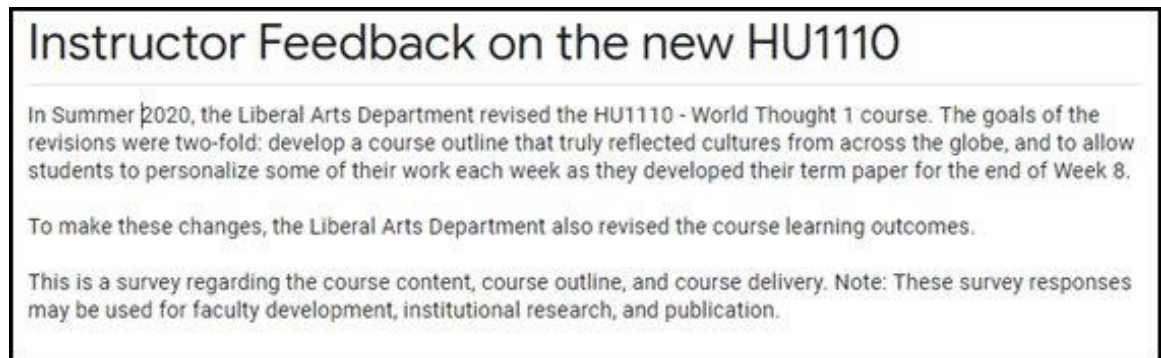 Instructor Feedback on the new HU1110
In Summer 2020, the Liberal Arts Department revised the HU1110 - World Thought 1 course. The goals of the
revisions were two-fold: develop a course outline that truly reflected cultures from across the globe, and to allow
students to personalize some of their work each week as they developed their term paper for the end of Week 8.
To make these changes, the Liberal Arts Department also revised the course learning outcomes.
This is a survey regarding the course content, course outline, and course delivery. Note: These survey responses
may be used for faculty development, institutional research, and publication.